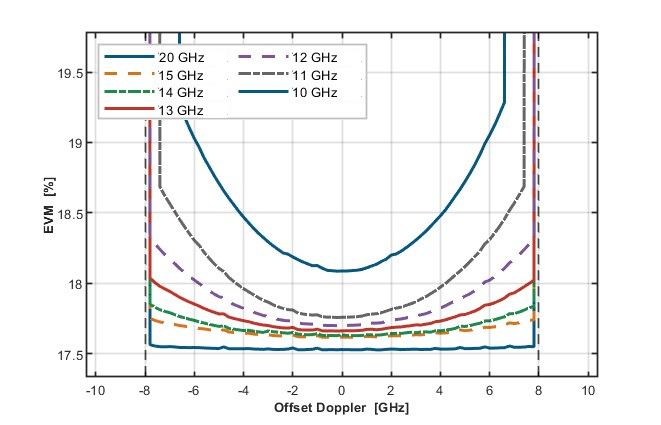 20 GHz
15 GHz
14 GHz
13 GHz
12 GHz
11 GHz
10 GHz
19.5
19
18.5
18
17.5
EVM [%]
-10 -8 -6 -4 -2 0 2 4 6 8 10
Offset Doppler [GHz]